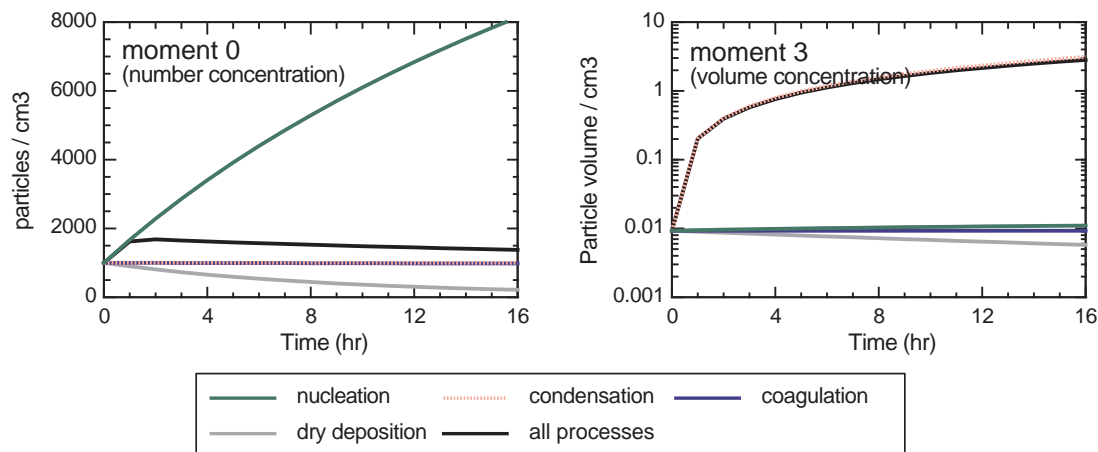 8000
6000
4000
2000
0
particles / cm3
moment 0
(number concentration)
0 4 8 12 16
Time (hr)
10
1
0.1
0.01
0.001
Particle volume / cm3
moment 3
(volume concentration)
0 4 8 12 16
Time (hr)
nucleation condensation coagulation
dry deposition all processes